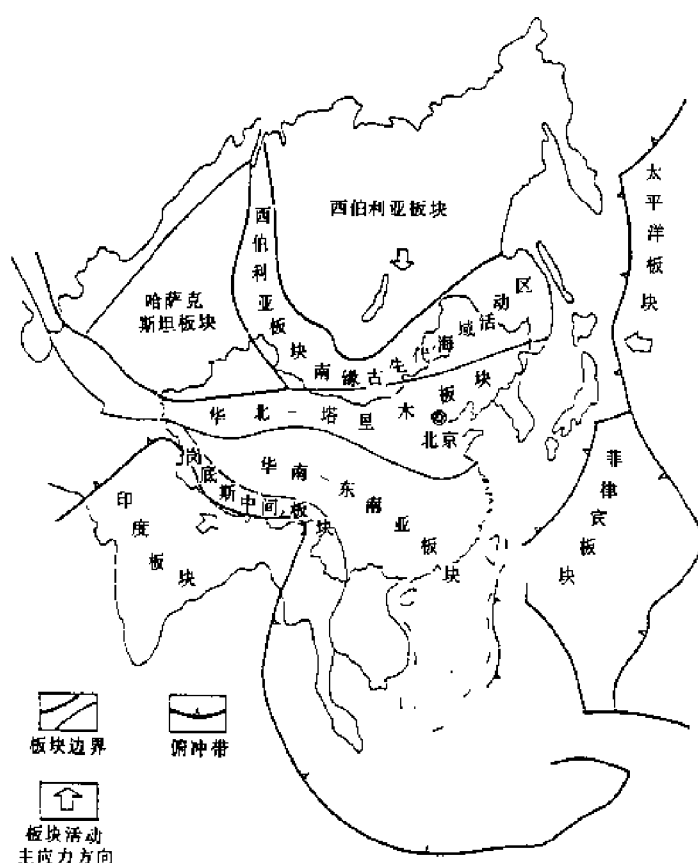 太平洋板块
西伯利亚板块
西伯利亚板块南缘古生代海域活动区
哈萨克
斯坦板块
华北－塔里木板块
北京
冈底斯中间板块
华南－东南亚板块
印度板块
菲律宾板块
板块边界
俯冲带
板块活动
主应力方向